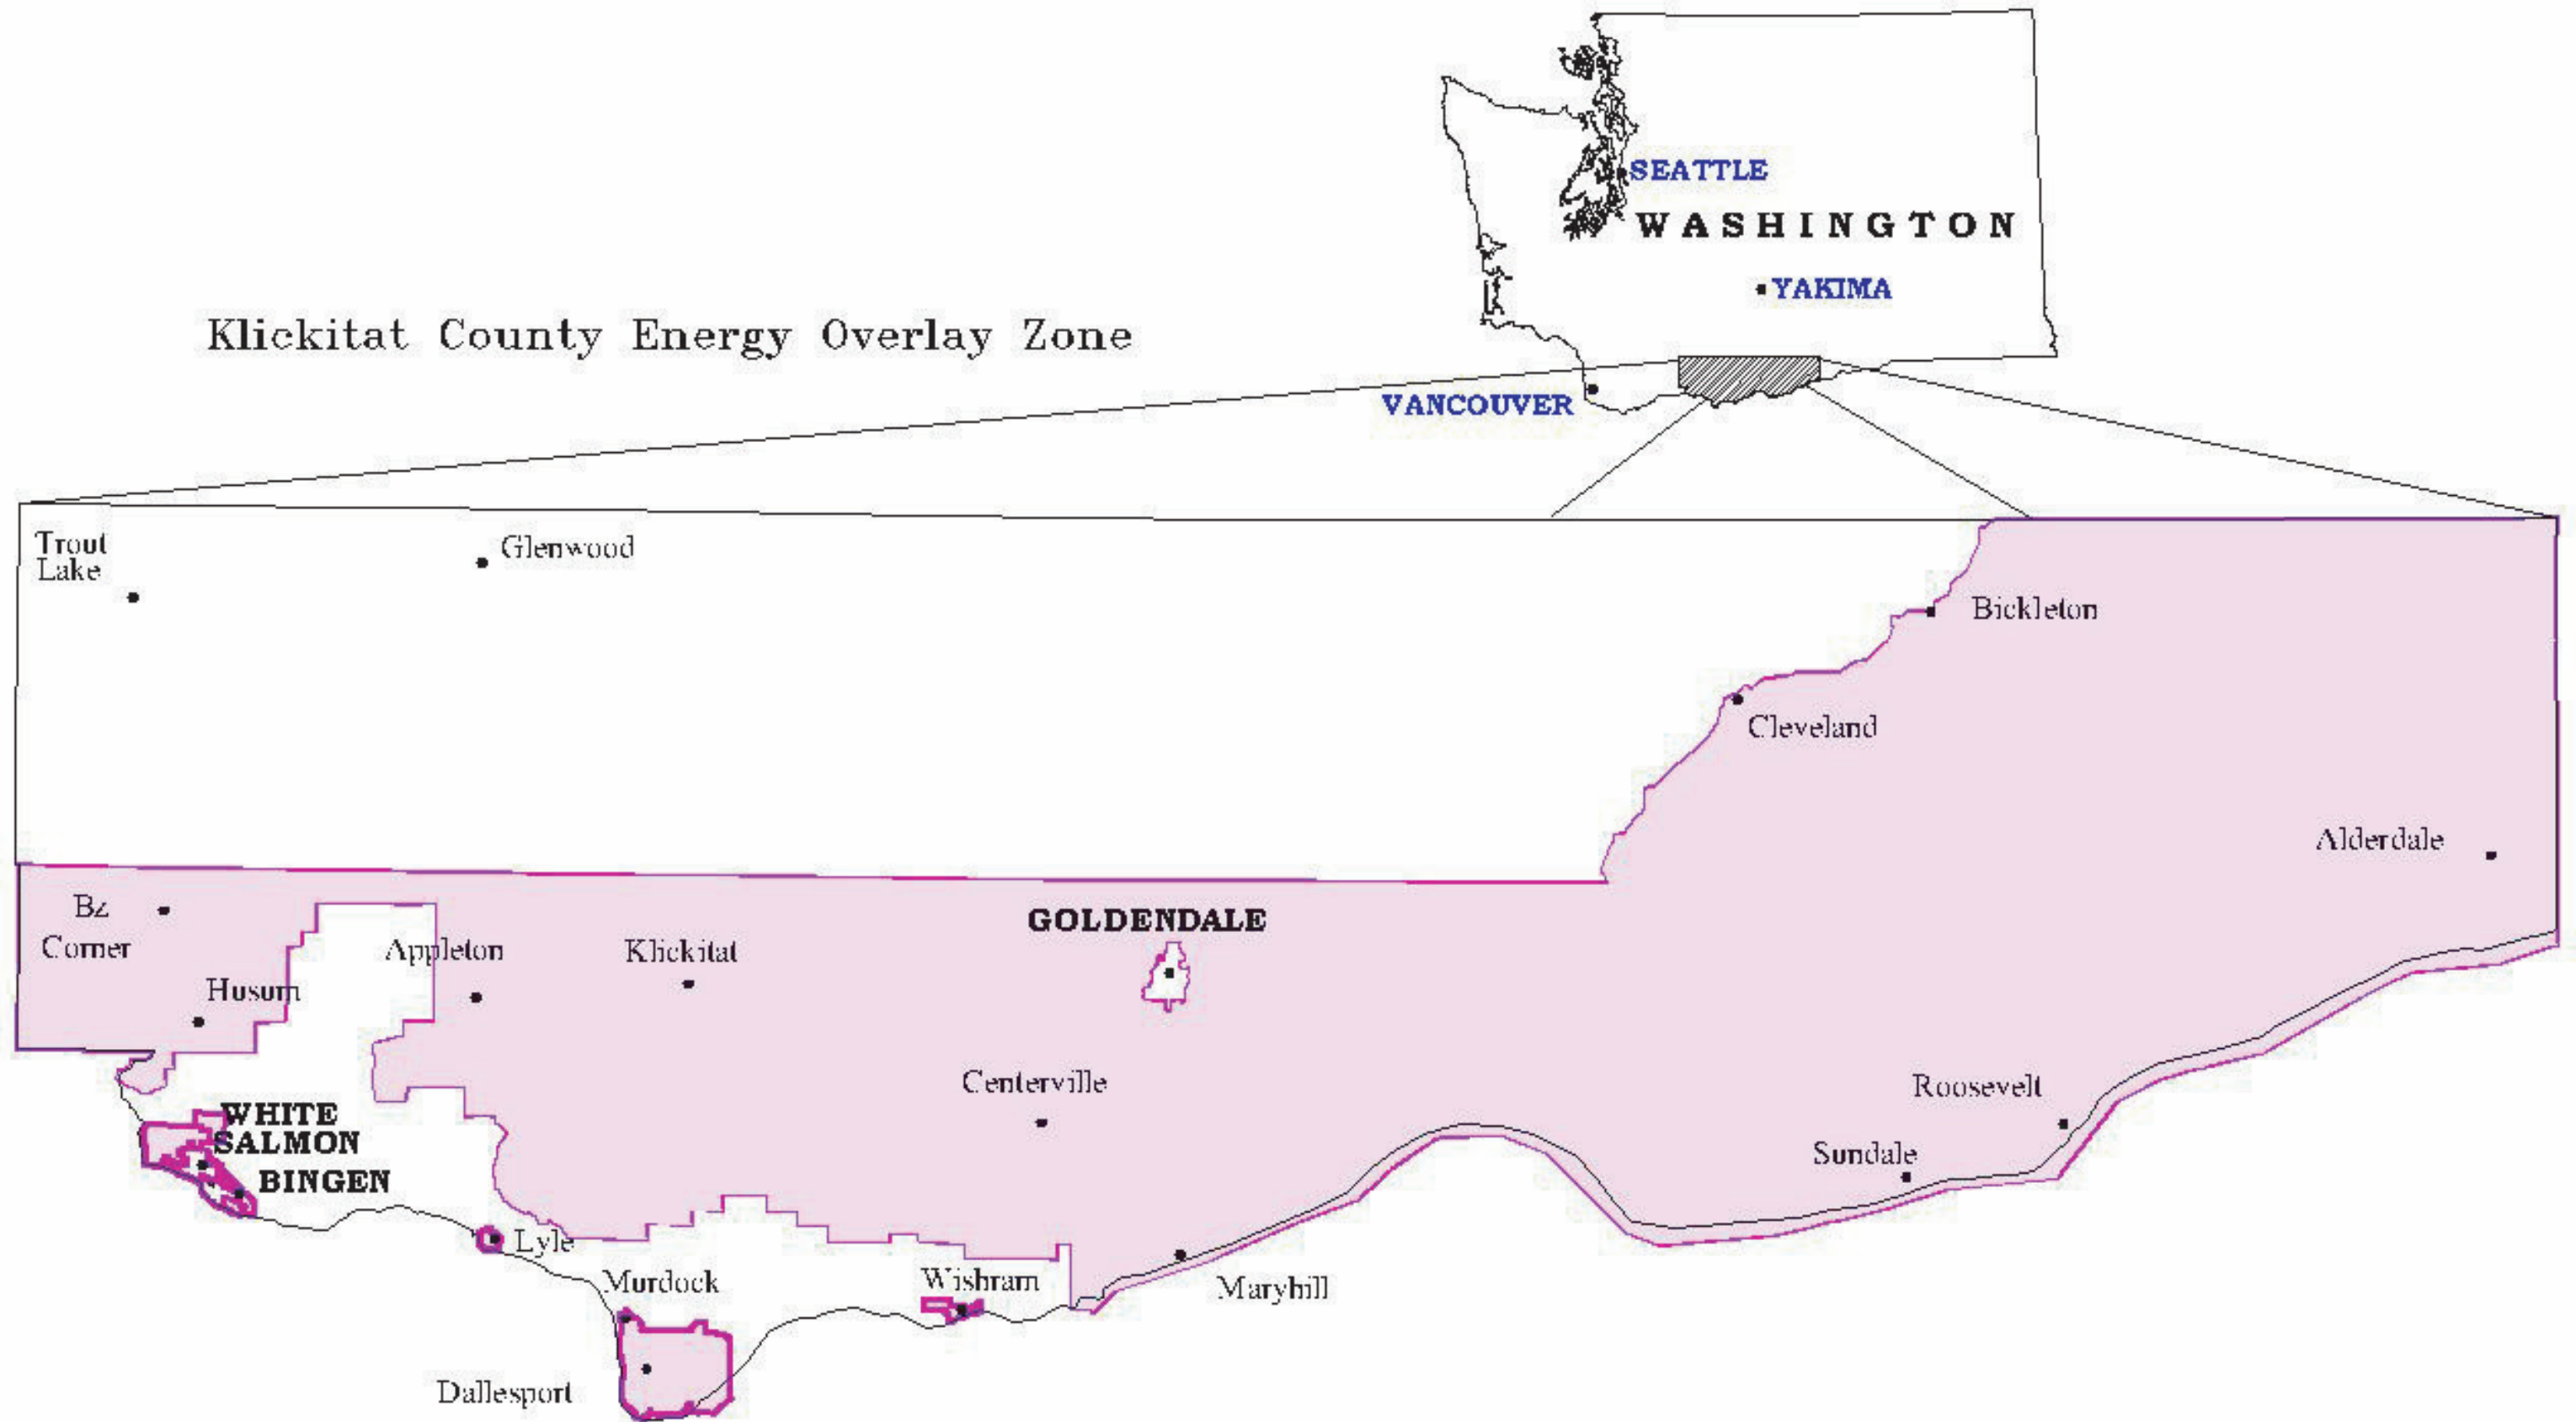 SEATTLE
WASHINGTON
YAKIMA
Klickitat County Energy Overlay Zone
VANCOUVER
Trout
Lake
Glenwood
Bickleton
Cleveland
Alderdale
Bz
Corner
GOLDENDALE
Appleton
Klickitat
Husum
Centerville
Roosevelt
WHITE
SALMON
BINGEN
Sundale
Lyle
Murdock
Wishram
Maryhill
Dallesport